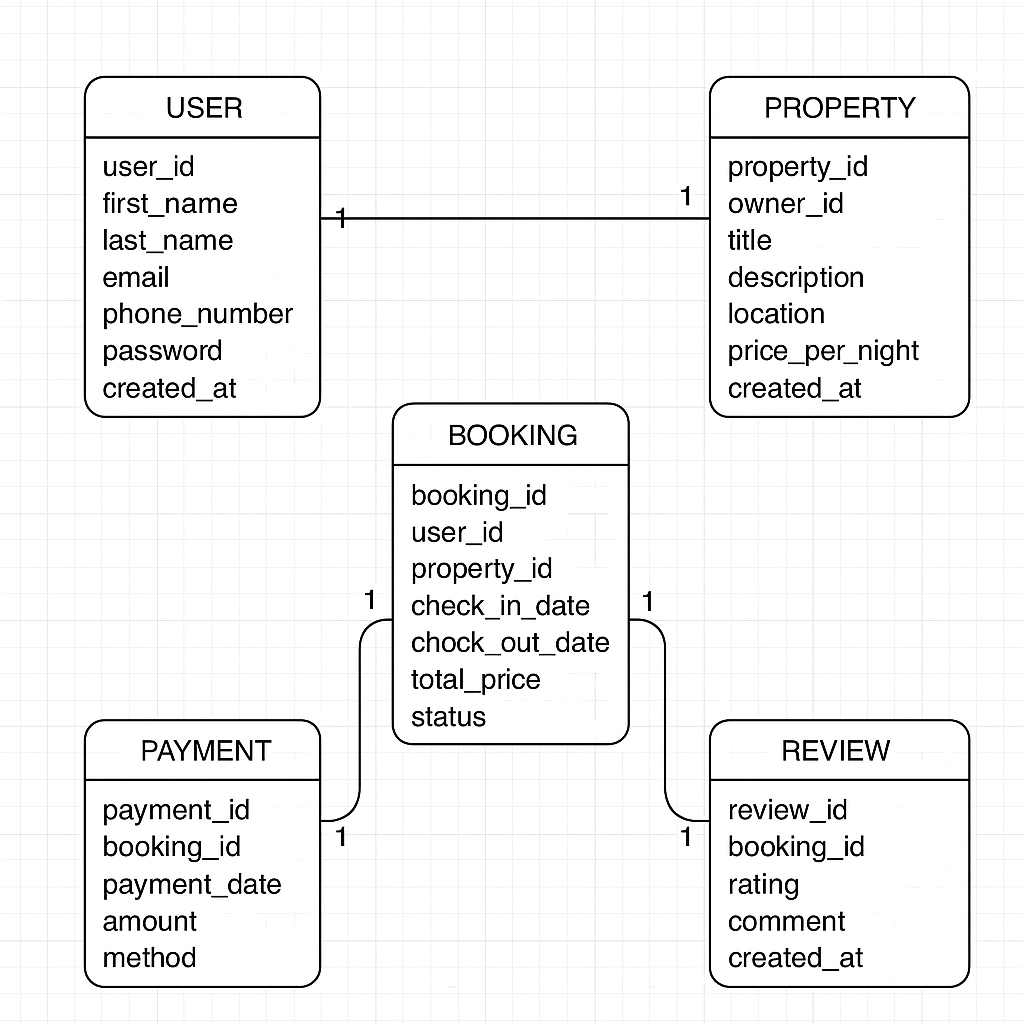 USER
user_id
first_name
last_name
email
phone_number
password
created_at
1
1
PROPERTY
property_id
owner_id
title
description
location
price_per_night
created_at
BOOKING
booking_id
user_id
property_id
check_in_date
chock_out_date
total_price
status
1
1
PAYMENT
payment_id
booking_id
payment_date
amount
method
1
1
REVIEW
review_id
booking_id
rating
comment
created_at